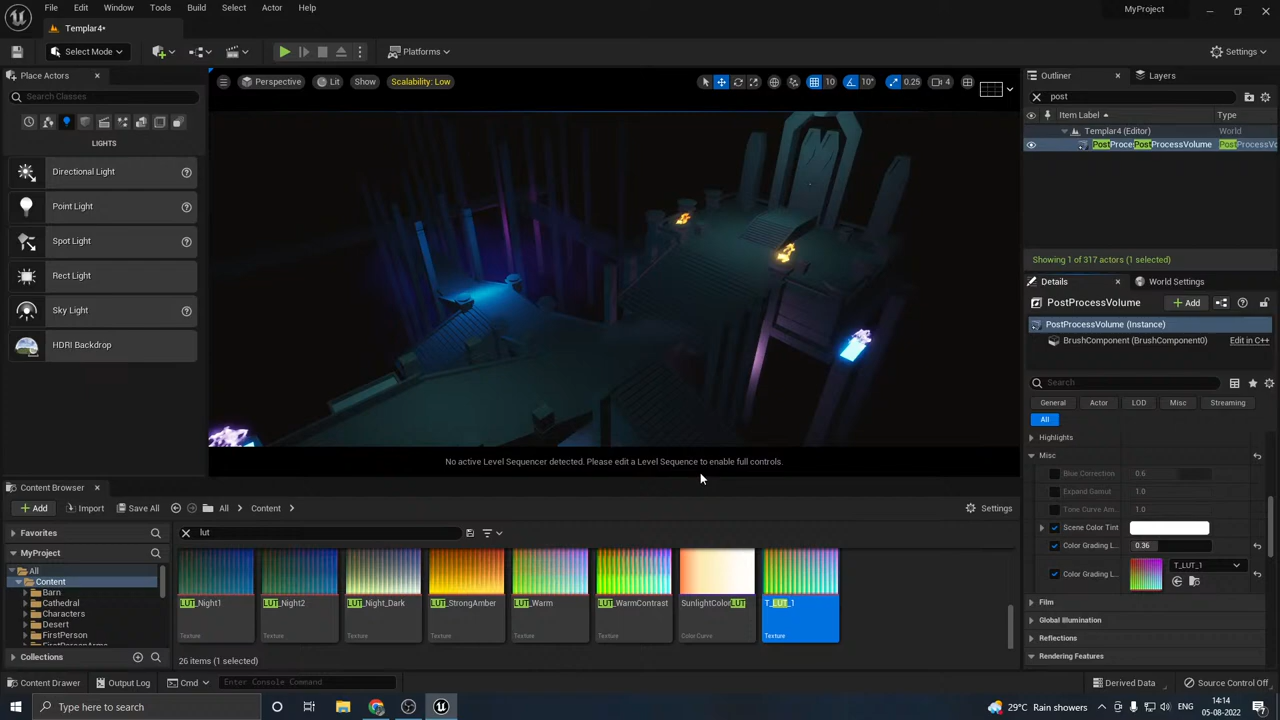 File
Edit
Window
Tools
Build
Select
Actor
Help
MyProject
Templar4*
Select Mode
Platforms
Settings
Place Actors
Search Classes
LIGHTS
Directional Light
Point Light
Spot Light
Rect Light
Sky Light
HDRI Backdrop
Perspective
Lit
Show
Scalability: Low
10
10°
0.25
4
No active Level Sequencer detected. Please edit a Level Sequence to enable full controls.
Outliner
Layers
post
Item Label
Type
Templar4 (Editor)
World
PostProce PostProcessVolume
PostProcessVo
Showing 1 of 317 actors (1 selected)
Details
World Settings
PostProcessVolume
Add
PostProcessVolume (Instance)
BrushComponent (BrushComponent0)
Edit in C++
Search
General
Actor
LOD
Misc
Streaming
All
Highlights
Misc
Blue Correction
0.6
Expand Gamut
1.0
Tone Curve Am
1.0
Scene Color Tint
Color Grading L
0.36
Color Grading L
T_LUT_1
Film
Global Illumination
Reflections
Rendering Features
Content Browser
Add
Import
Save All
All
Content
Settings
Favorites
lut
MyProject
All
Content
Barn
Cathedral
Characters
Desert
FirstPerson
FirstPersonArms
Collections
LUT_Night1
Texture
LUT_Night2
Texture
LUT_Night_Dark
Texture
LUT_StrongAmber
Texture
LUT_Warm
Texture
LUT_WarmContrast
Texture
SunlightColorLUT
Color Curve
T_LUT_1
Texture
26 items (1 selected)
Content Drawer
Output Log
Cmd
Enter Console Command
Derived Data
Source Control Off
Type here to search
29°C Rain showers
14:14
05-08-2022